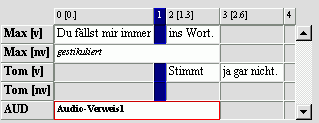 0 [0.] 1 2 [1.3] 3 [2.6] 4
Max [v] Du fällst mir immer ins Wort.
Max [nv] gestikuliert
Tom [v] Stimmt ja gar nicht.
Tom [nv]
AUD Audio-Verweis1